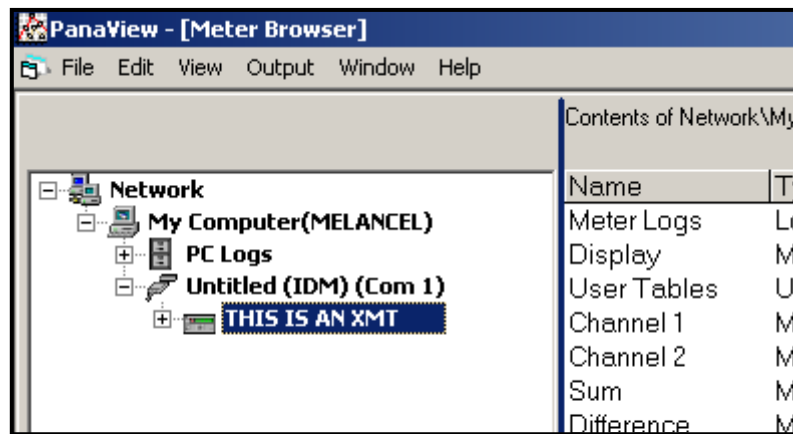 PanaView - [Meter Browser]
File Edit View Output Window Help
Contents of Network\My
Network
My Computer(MELANCEL)
PC Logs
Untitled (IDM) (Com 1)
THIS IS AN XMT
Name
Meter Logs
Display
User Tables
Channel 1
Channel 2
Sum
Difference